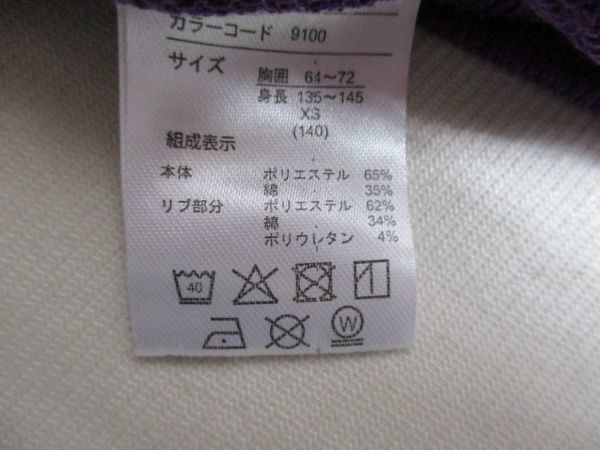 カラーコード 9100
サイズ
胸囲 64～72
身長 135～145
XS
(140)
組成表示
本体 ポリエステル 65%
綿 35%
リブ部分 ポリエステル 62%
綿 34%
ポリウレタン 4%
40
W